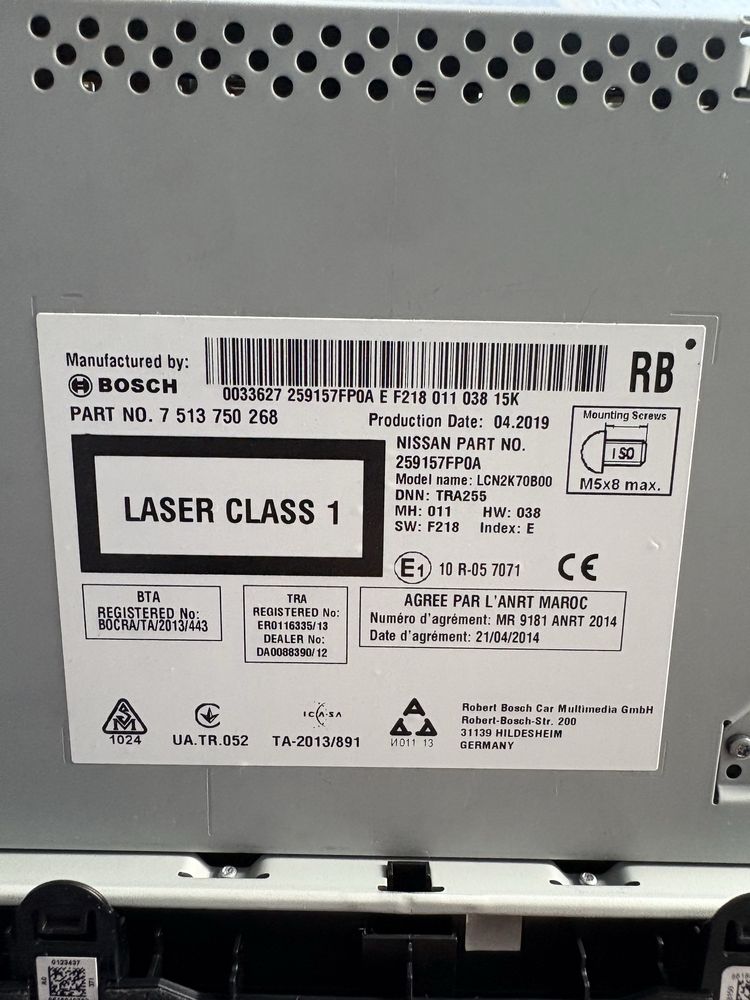 Manufactured by:
BOSCH
0033627 259157FP0A E F218 011 038 15K
RB
PART NO. 7 513 750 268
Production Date: 04.2019
NISSAN PART NO.
259157FP0A
Model name: LCN2K70B00
DNN: TRA255
MH: 011 HW: 038
SW: F218 Index: E
Mounting Screws
ISO
M5x8 max.
LASER CLASS 1
E1 10 R-05 7071
CE
BTA
REGISTERED No:
BOCRA/TA/2013/443
TRA
REGISTERED No:
ER0116335/13
DEALER No:
DA0088390/12
AGREE PAR L'ANRT MAROC
Numéro d'agrément: MR 9181 ANRT 2014
Date d'agrément: 21/04/2014
1024
UA.TR.052
ICASA
TA-2013/891
И011 13
Robert Bosch Car Multimedia GmbH
Robert-Bosch-Str. 200
31139 HILDESHEIM
GERMANY
0123437